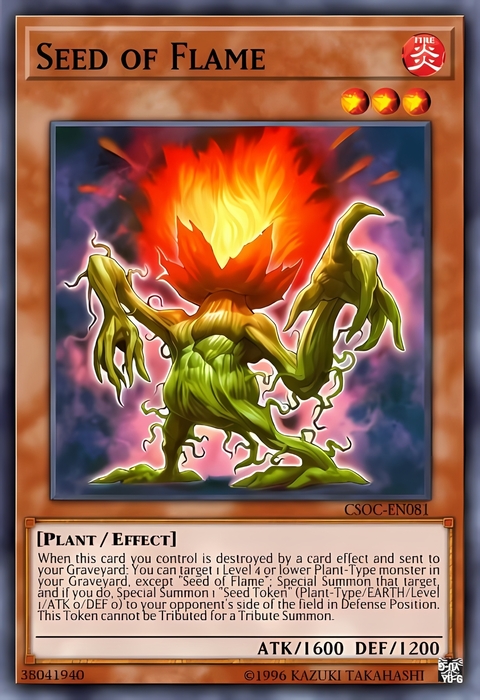 SEED OF FLAME
FIRE
炎
CSOC-EN081
[PLANT / EFFECT]
When this card you control is destroyed by a card effect and sent to
your Graveyard: You can target 1 Level 4 or lower Plant-Type monster in
your Graveyard, except "Seed of Flame"; Special Summon that target,
and if you do, Special Summon 1 "Seed Token" (Plant-Type/EARTH/Level
1/ATK 0/DEF 0) to your opponent's side of the field in Defense Position.
This Token cannot be Tributed for a Tribute Summon.
ATK/1600 DEF/1200
38041940
©1996 KAZUKI TAKAHASHI